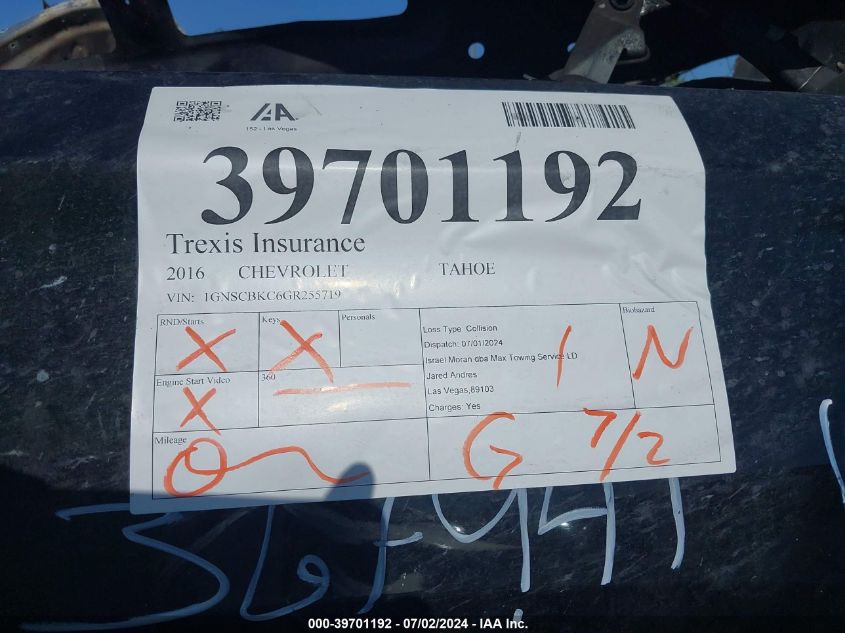 IAA
152 - Las Vegas
39701192
Trexis Insurance
2016 CHEVROLET TAHOE
VIN: 1GNSCBKC6GR255719
RND/Starts X
Keys X
Personals
Engine Start Video X
360
Mileage
Loss Type: Collision
Dispatch: 07/01/2024
Israel Moran dba Max Towing Service LD
Jared Andres
Las Vegas,89103
Charges: Yes
Biohazard N
G 7/2
000-39701192 - 07/02/2024 - IAA Inc.